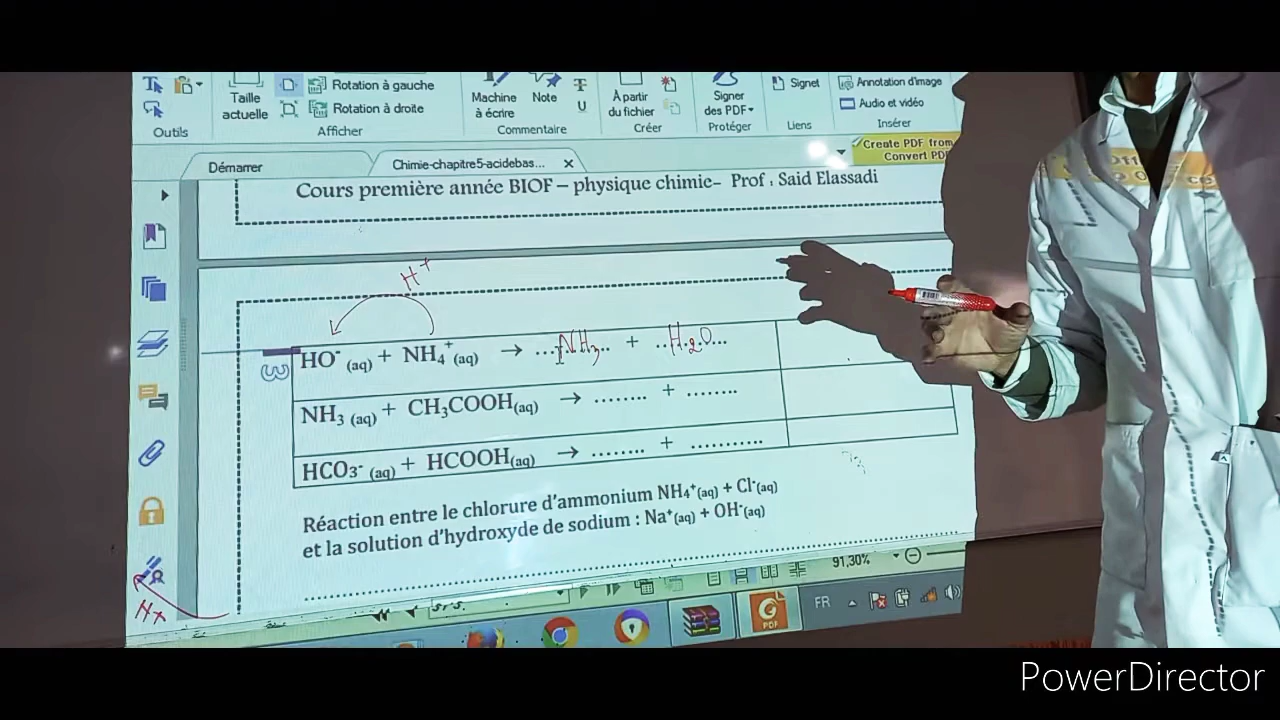 Rotation à gauche
Taille actuelle
Rotation à droite
Machine à écrire
Note
À partir du fichier
Signer des PDF
Signet
Annotation d'image
Audio et vidéo
Outils
Afficher
Commentaire
Créer
Protéger
Liens
Insérer
Create PDF from
Convert PD
Démarrer
Chimie-chapitre5-acidebas...
Cours première année BIOF – physique chimie– Prof . Said Elassadi
H+
HO⁻ (aq) + NH₄⁺(aq) → ...NH₃.. + ..H₂O...
NH₃ (aq) + CH₃COOH(aq) → ........ + ........
HCO₃⁻ (aq) + HCOOH(aq) → ........ + ...........
Réaction entre le chlorure d'ammonium NH₄⁺(aq) + Cl⁻(aq)
et la solution d'hydroxyde de sodium : Na⁺(aq) + OH⁻(aq)
91,30%
FR
PDF
PowerDirector